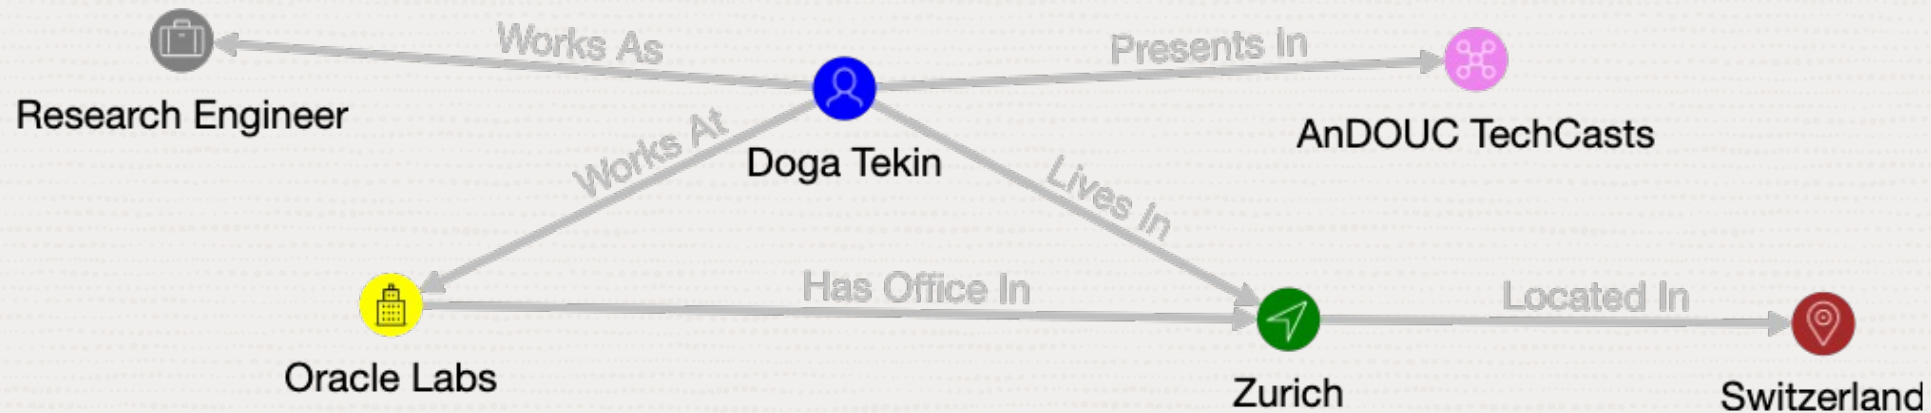 Works As
Presents In
Research Engineer
AnDOUC TechCasts
Works At
Doga Tekin
Lives In
Has Office In
Located In
Oracle Labs
Zurich
Switzerland